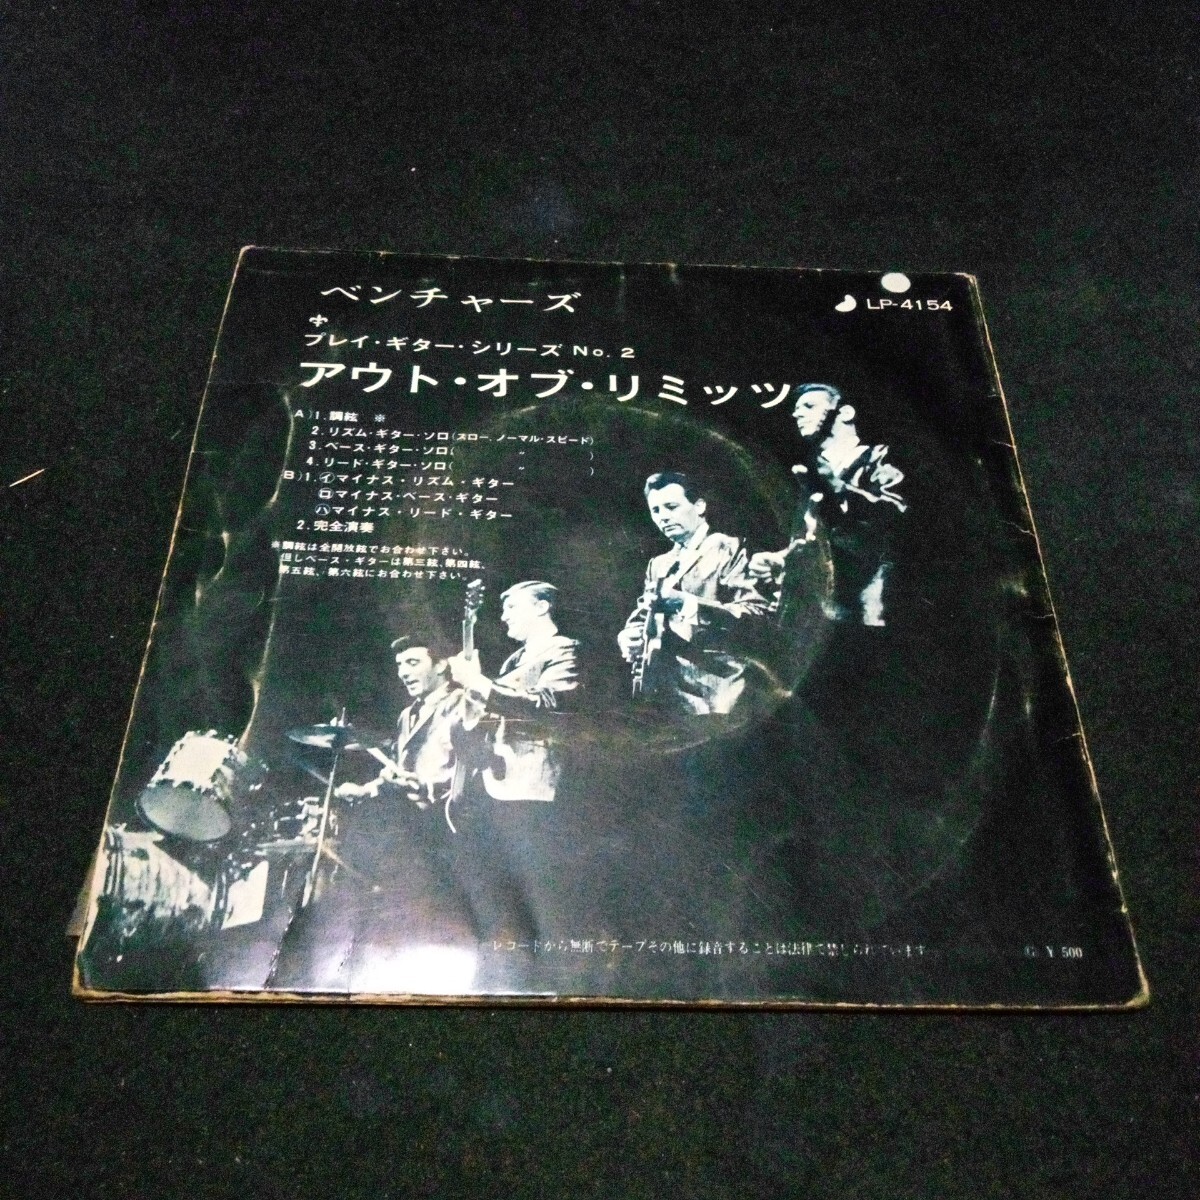 ベンチャーズ
LP-4154
プレイ・ギター・シリーズ No. 2
アウト・オブ・リミッツ
A) 1. 調絃 ※
2. リズム・ギター・ソロ(スロー、ノーマル・スピード)
3. ベース・ギター・ソロ( 〃 )
4. リード・ギター・ソロ( 〃 )
B) 1. ㋑マイナス・リズム・ギター
㋺マイナス・ベース・ギター
㋩マイナス・リード・ギター
2. 完全演奏
※調絃は全開放絃でお合わせ下さい。
但しベース・ギターは第三絃、第四絃、
第五絃、第六絃にお合わせ下さい。
レコードから無断でテープその他に録音することは法律で禁じられています
G Y 500